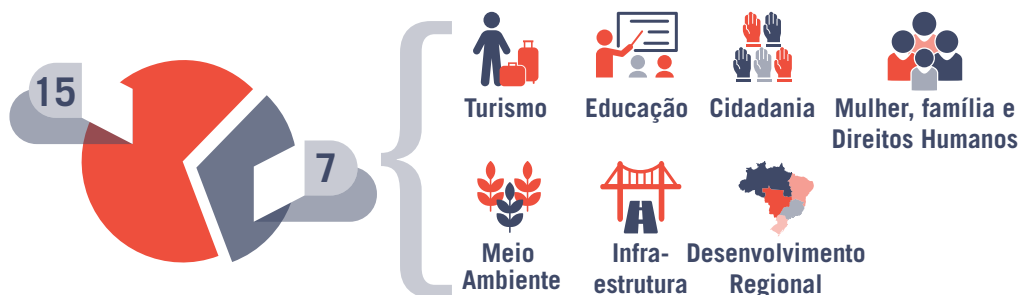 15
7
Turismo
Educação
Cidadania
Mulher, família e
Direitos Humanos
Meio
Ambiente
Infra-
estrutura
Desenvolvimento
Regional